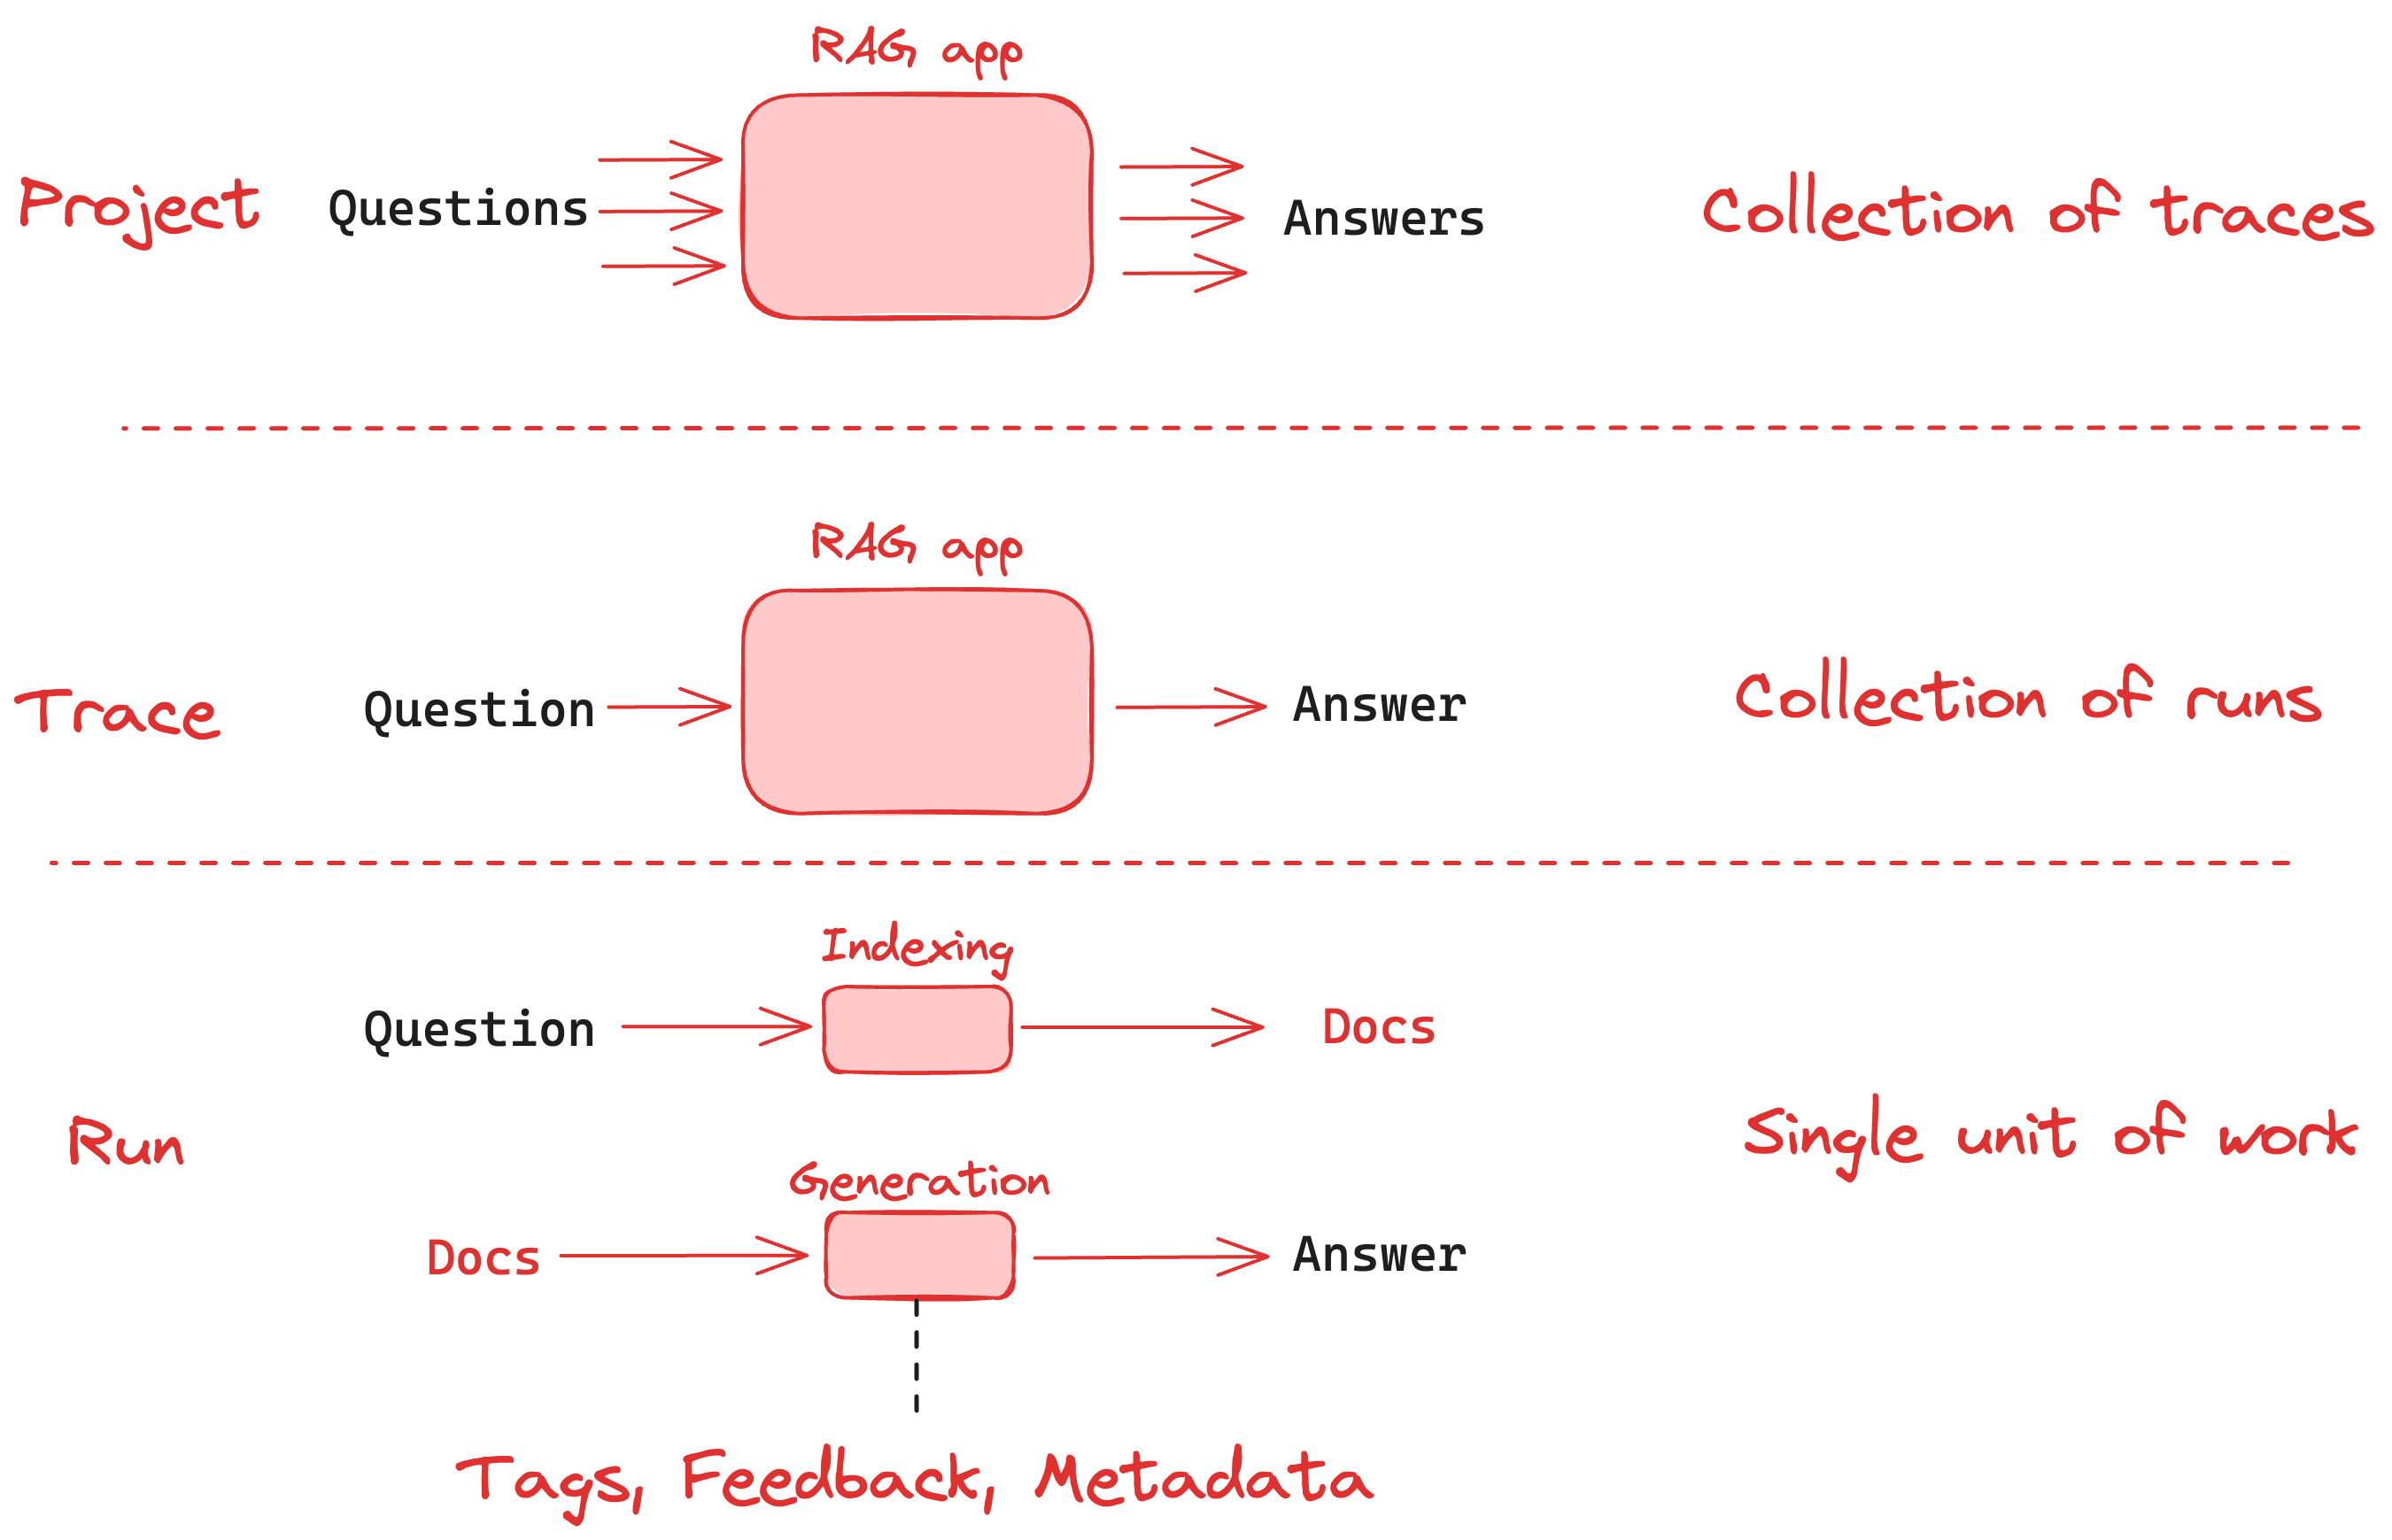 RAG app
Project Questions Answers Collection of traces
RAG app
Trace Question Answer Collection of runs
Indexing
Question Docs
Run Single unit of work
Generation
Docs Answer
Tags, Feedback, Metadata